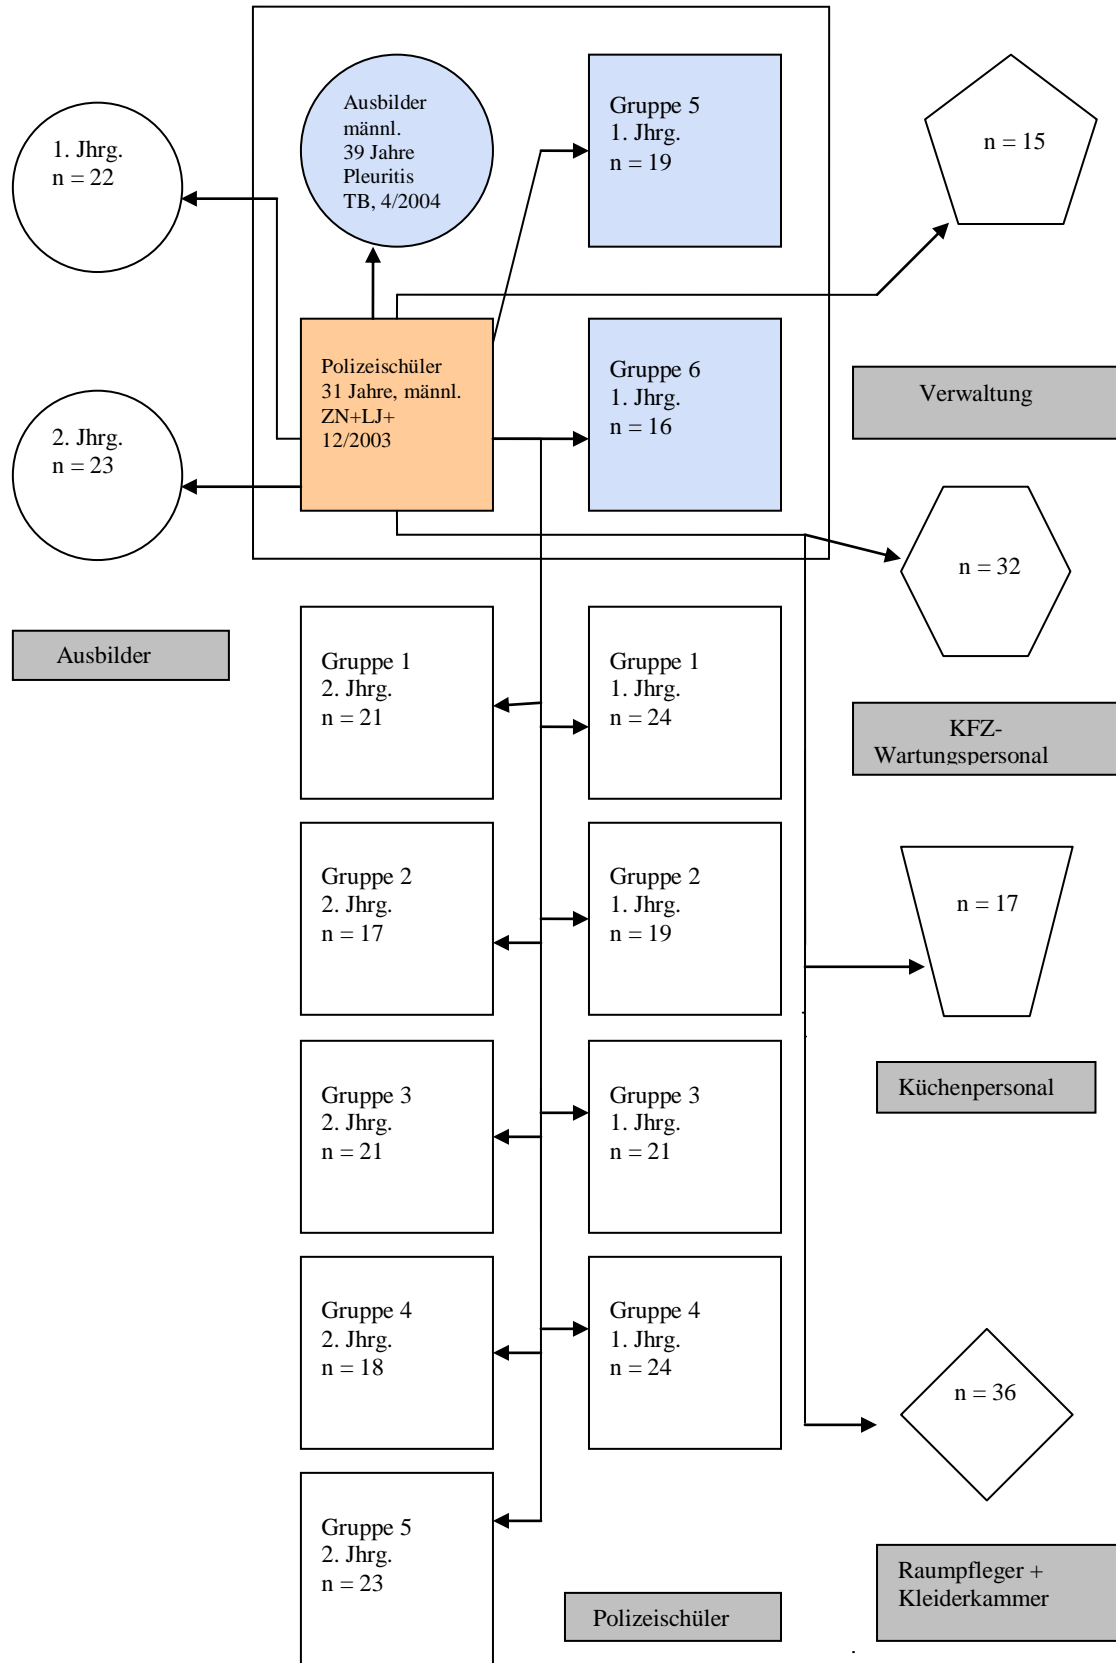 1. Jhrg.
n = 22
Ausbilder
männl.
39 Jahre
Pleuritis
TB, 4/2004
Gruppe 5
1. Jhrg.
n = 19
n = 15
Polizeischüler
31 Jahre, männl.
ZN+LJ+
12/2003
Gruppe 6
1. Jhrg.
n = 16
Verwaltung
2. Jhrg.
n = 23
n = 32
Ausbilder
Gruppe 1
2. Jhrg.
n = 21
Gruppe 1
1. Jhrg.
n = 24
KFZ-
Wartungspersonal
Gruppe 2
2. Jhrg.
n = 17
Gruppe 2
1. Jhrg.
n = 19
n = 17
Küchenpersonal
Gruppe 3
2. Jhrg.
n = 21
Gruppe 3
1. Jhrg.
n = 21
Gruppe 4
2. Jhrg.
n = 18
Gruppe 4
1. Jhrg.
n = 24
n = 36
Gruppe 5
2. Jhrg.
n = 23
Polizeischüler
Raumpfleger +
Kleiderkammer